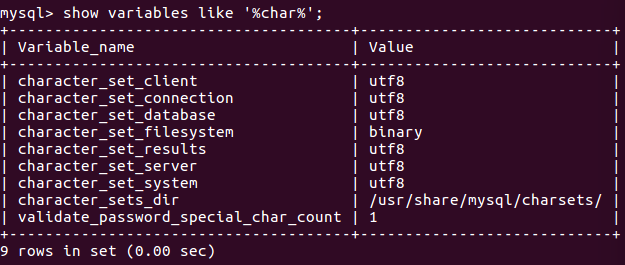 mysql> show variables like '%char%';
+--------------------------------------+----------------------------+
| Variable_name                        | Value                      |
+--------------------------------------+----------------------------+
| character_set_client                 | utf8                       |
| character_set_connection             | utf8                       |
| character_set_database               | utf8                       |
| character_set_filesystem             | binary                     |
| character_set_results                | utf8                       |
| character_set_server                 | utf8                       |
| character_set_system                 | utf8                       |
| character_sets_dir                   | /usr/share/mysql/charsets/ |
| validate_password_special_char_count | 1                          |
+--------------------------------------+----------------------------+
9 rows in set (0.00 sec)